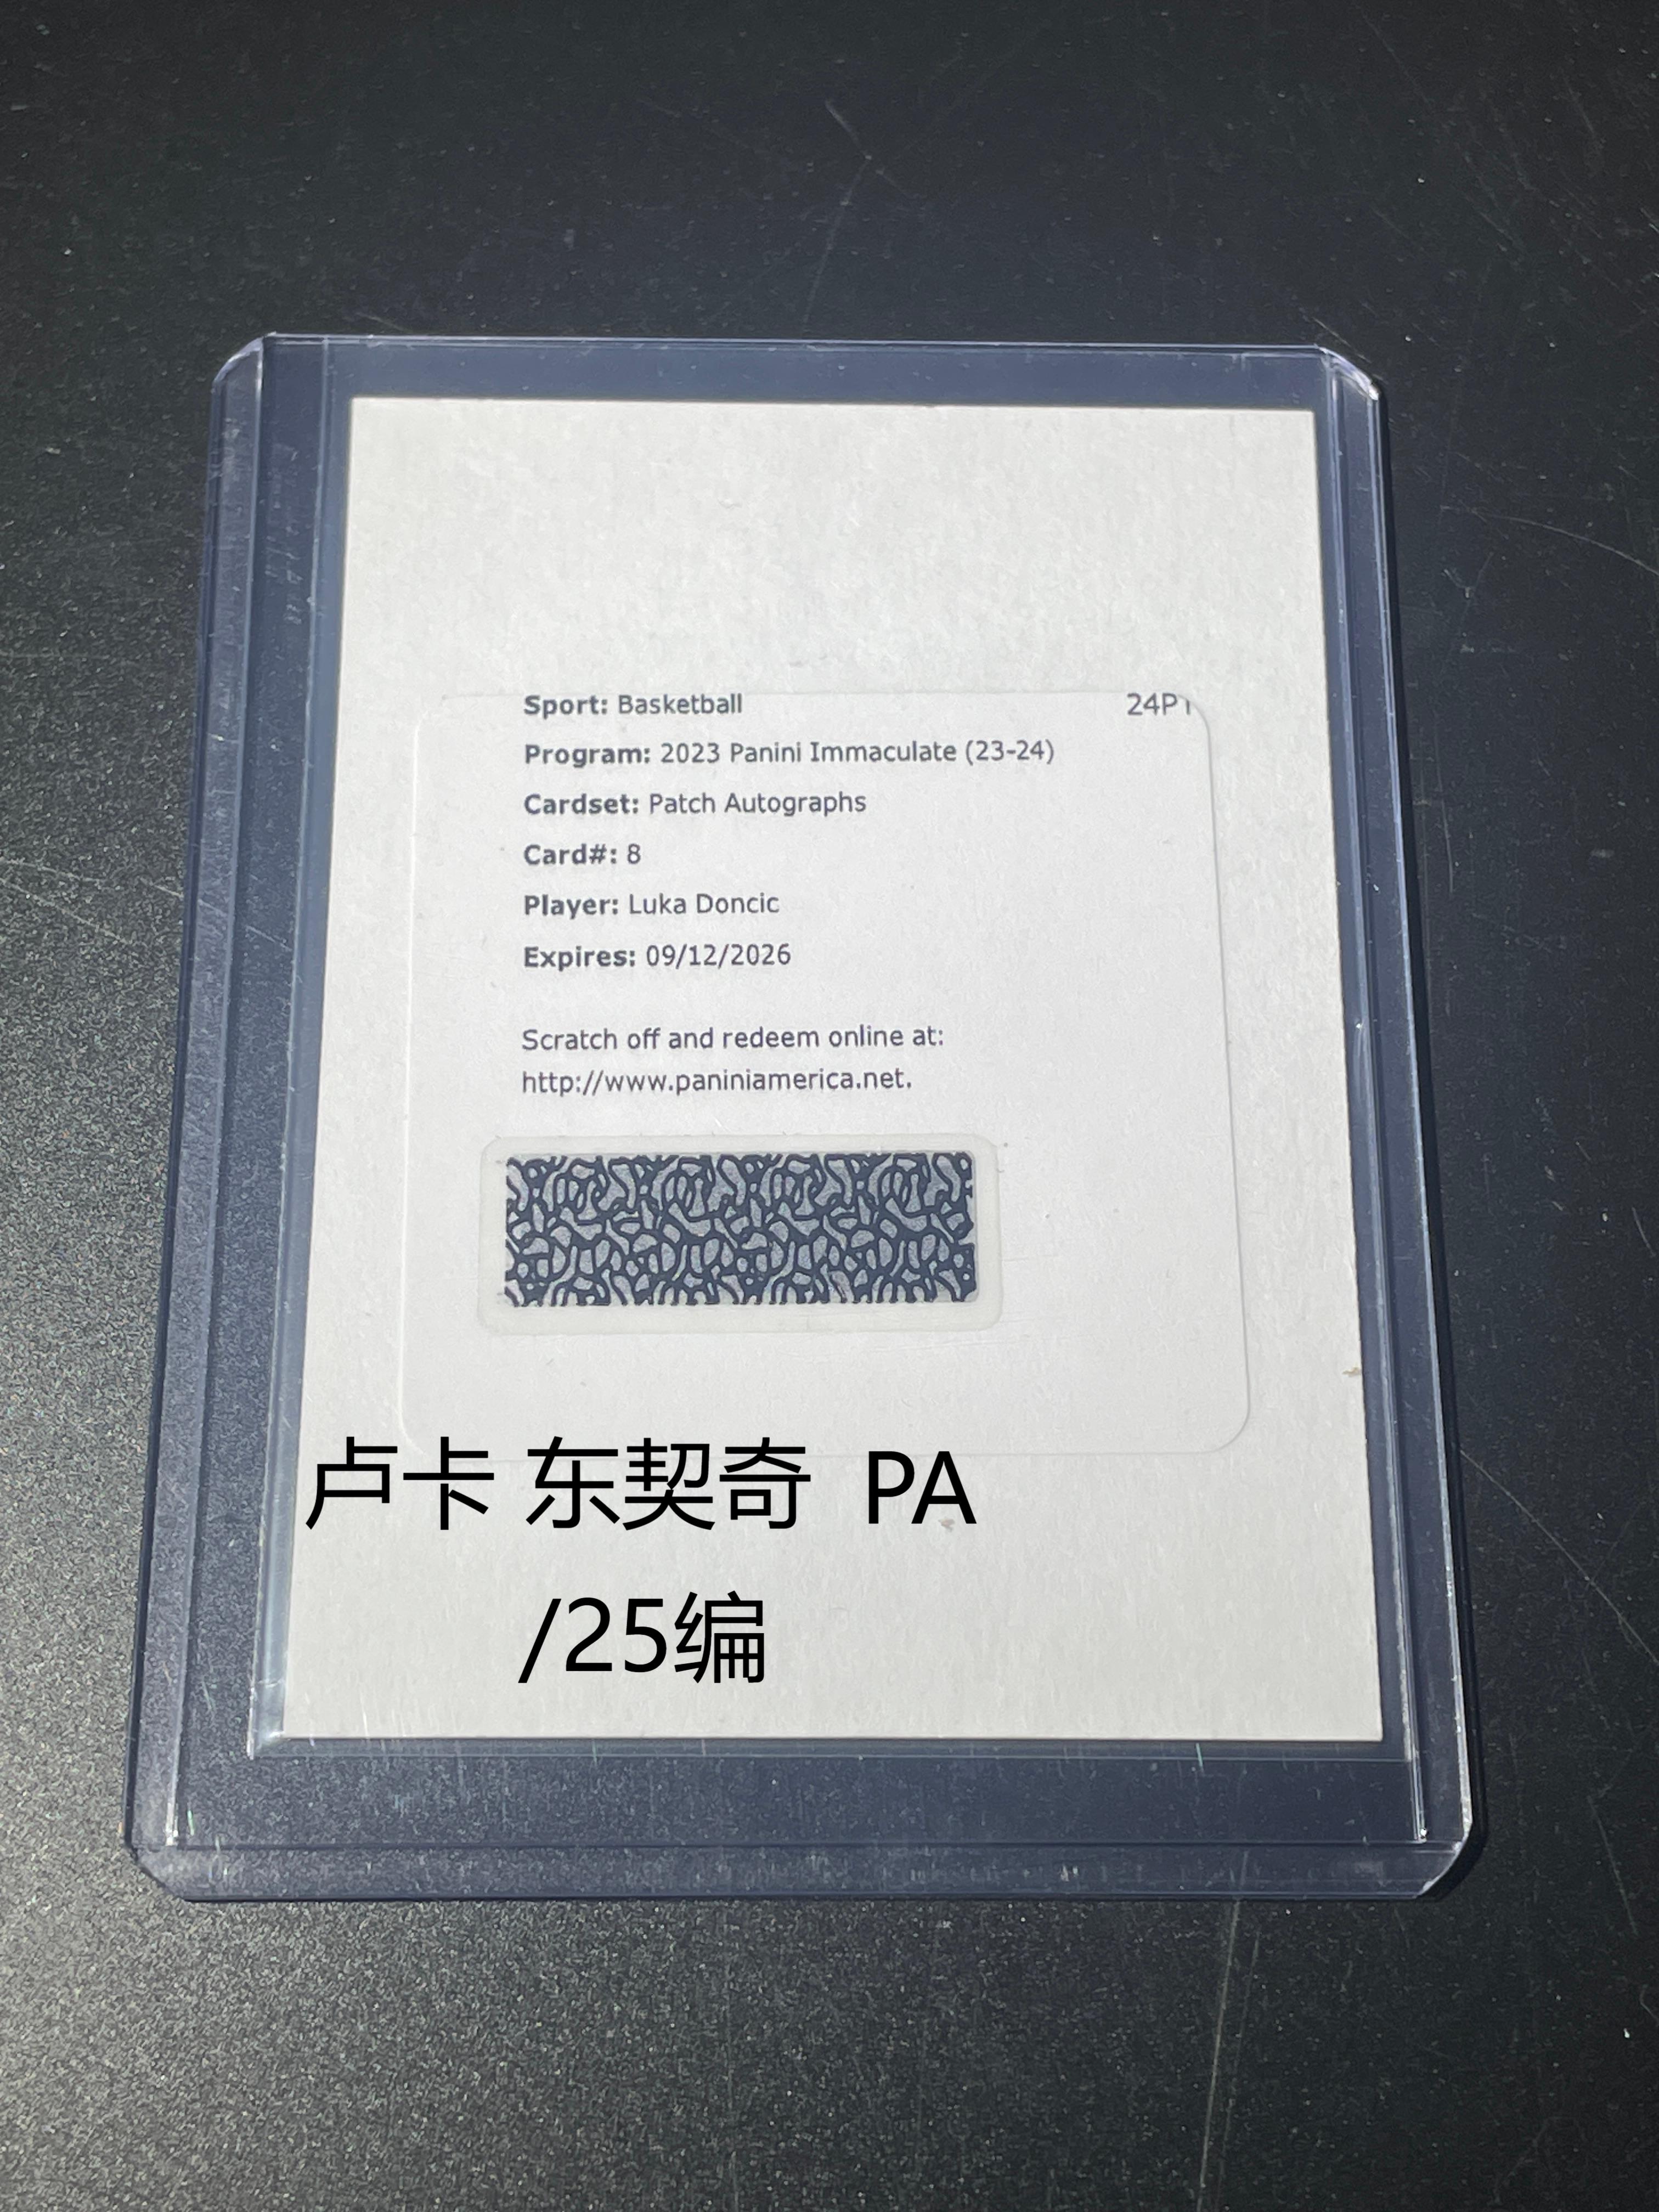 Sport: Basketball
Program: 2023 Panini Immaculate (23-24)
Cardset: Patch Autographs
Card#: 8
Player: Luka Doncic
Expires: 09/12/2026
Scratch off and redeem online at:
http://www.paniniamerica.net.
卢卡 东契奇 PA
/25编